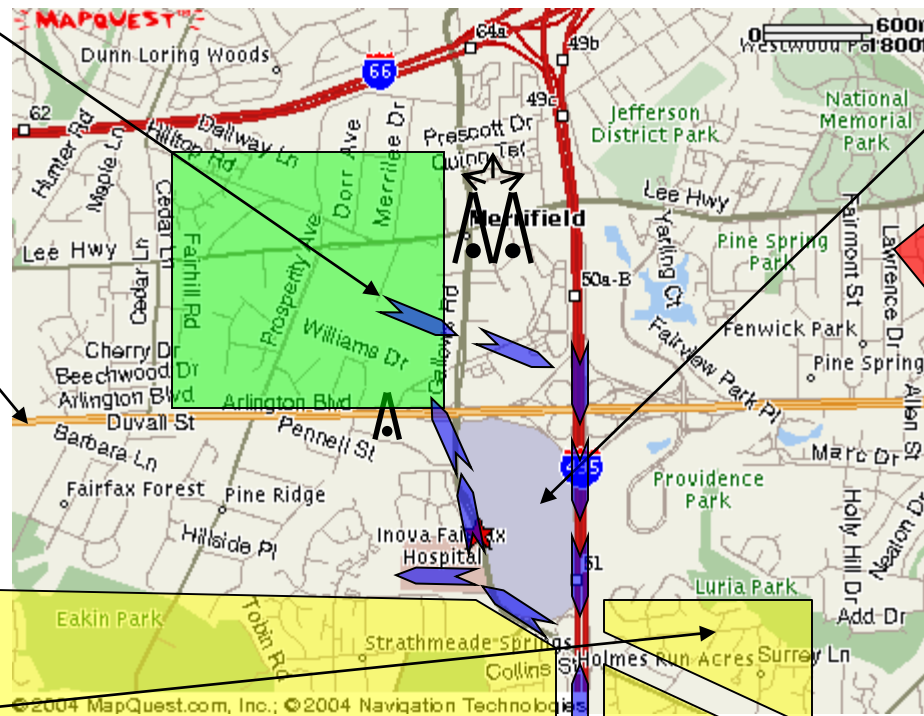 MAPQUEST
64a
600m
1800
Dunn Loring Woods
49b
Westwood Par
66
49c
62
Hunter Rd
Maple Ln
Hilltop Rd
Dallway Ln
Dorr Ave
Merrilee Dr
Prescott Dr
Quinn Ter
Jefferson
District Park
National
Memorial
Park
Lee Hwy
Merrifield
Cedar Ln
Fairhill Rd
Prosperity Ave
Lee Hwy
Cedar Ln
Yarling Ct
Pine Spring
Park
Fairmont St
Lawrence Dr
50a-B
Williams Dr
Fairview Park Pl
Fenwick Park
Pine Spring
Cherry Dr
Beechwood Dr
Arlington Blvd
Arlington Blvd
Duvall St
Allen St
Barbara Ln
Pennell St
495
Marc Dr
Fairfax Forest
Pine Ridge
Providence
Park
Holly Hill Dr
Neaton Dr
Hillside Pl
Inova Fairfax
Hospital
51
Luria Park
Eakin Park
Tobin Rd
Add Dr
Strathmeade Springs
Holmes Run Acres
Surrey Ln
Collins St
©2004 MapQuest.com, Inc.; ©2004 Navigation Technologies